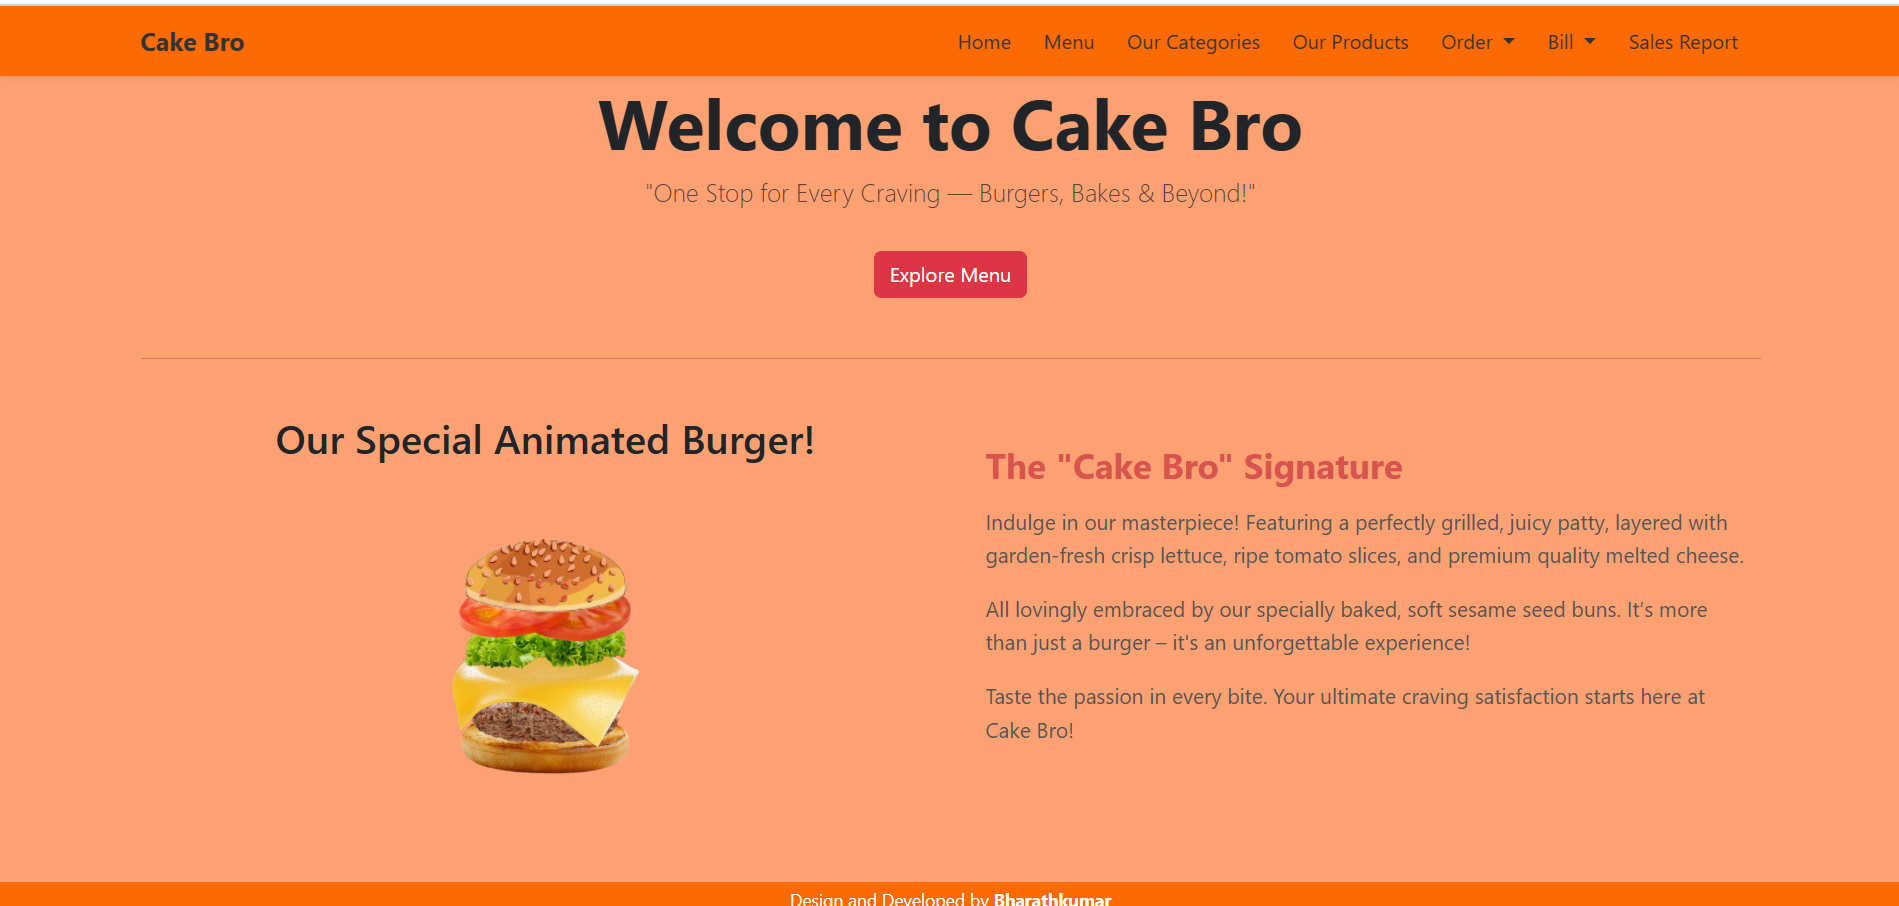 Cake Bro
Home Menu Our Categories Our Products Order Bill Sales Report
Welcome to Cake Bro
"One Stop for Every Craving — Burgers, Bakes & Beyond!"
Explore Menu
Our Special Animated Burger!
The "Cake Bro" Signature
Indulge in our masterpiece! Featuring a perfectly grilled, juicy patty, layered with
garden-fresh crisp lettuce, ripe tomato slices, and premium quality melted cheese.
All lovingly embraced by our specially baked, soft sesame seed buns. It’s more
than just a burger – it's an unforgettable experience!
Taste the passion in every bite. Your ultimate craving satisfaction starts here at
Cake Bro!
Design and Developed by Bharathkumar